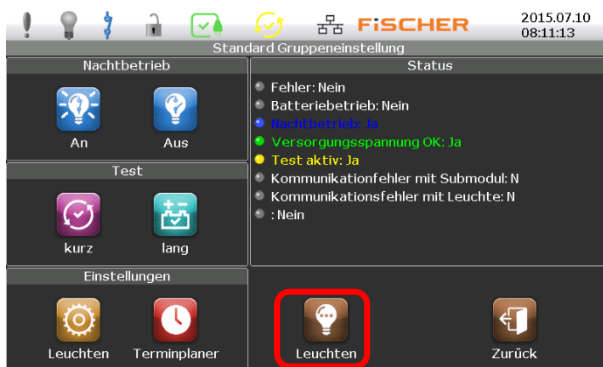 FiSCHER
2015.07.10
08:11:13
Standard Gruppeneinstellung
Nachtbetrieb
An
Aus
Test
kurz
lang
Einstellungen
Leuchten
Terminplaner
Status
Fehler: Nein
Batteriebetrieb: Nein
Nachtbetrieb: Ja
Versorgungsspannung OK: Ja
Test aktiv: Ja
Kommunikationfehler mit Submodul: N
Kommunikationsfehler mit Leuchte: N
: Nein
Leuchten
Zurück